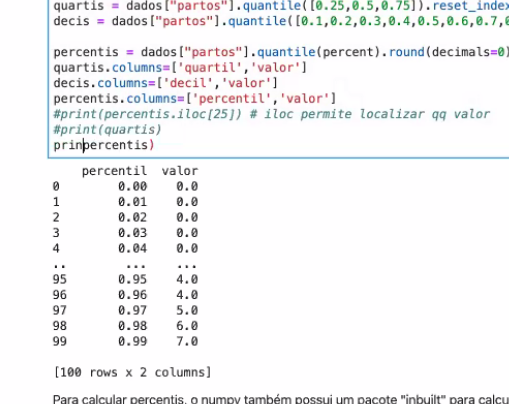 quartis = dados["partos"].quantile([0.25,0.5,0.75]).reset_index
decis = dados["partos"].quantile([0.1,0.2,0.3,0.4,0.5,0.6,0.7,0
percentis = dados["partos"].quantile(percent).round(decimals=0)
quartis.columns=['quartil','valor']
decis.columns=['decil','valor']
percentis.columns=['percentil','valor']
#print(percentis.iloc[25]) # iloc permite localizar qq valor
#print(quartis)
prinpercentis)
percentil valor
0 0.00 0.0
1 0.01 0.0
2 0.02 0.0
3 0.03 0.0
4 0.04 0.0
.. ... ...
95 0.95 4.0
96 0.96 4.0
97 0.97 5.0
98 0.98 6.0
99 0.99 7.0
[100 rows x 2 columns]
Para calcular percentis, o numpy também possui um pacote "inbuilt" para calcu